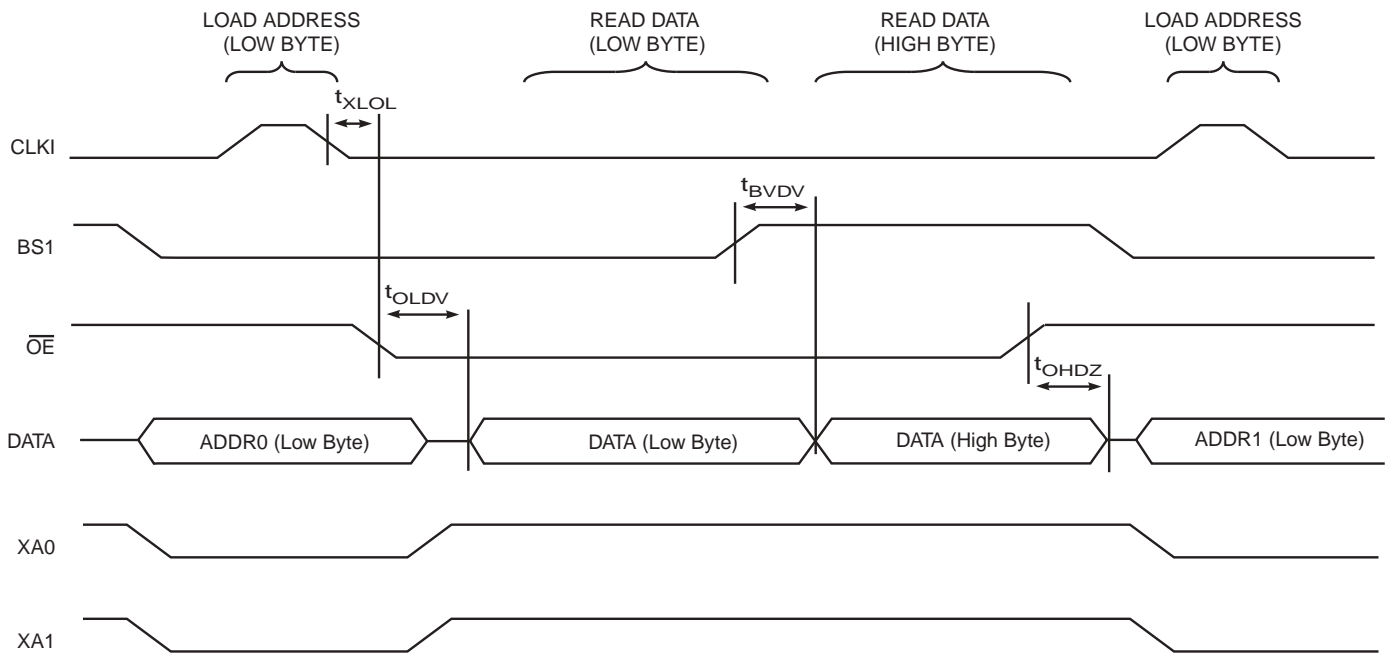 LOAD ADDRESS
(LOW BYTE)
READ DATA
(LOW BYTE)
READ DATA
(HIGH BYTE)
LOAD ADDRESS
(LOW BYTE)
tXLOL
CLKI
tBVDV
BS1
tOLDV
OE
tOHDZ
DATA
ADDR0 (Low Byte)
DATA (Low Byte)
DATA (High Byte)
ADDR1 (Low Byte)
XA0
XA1